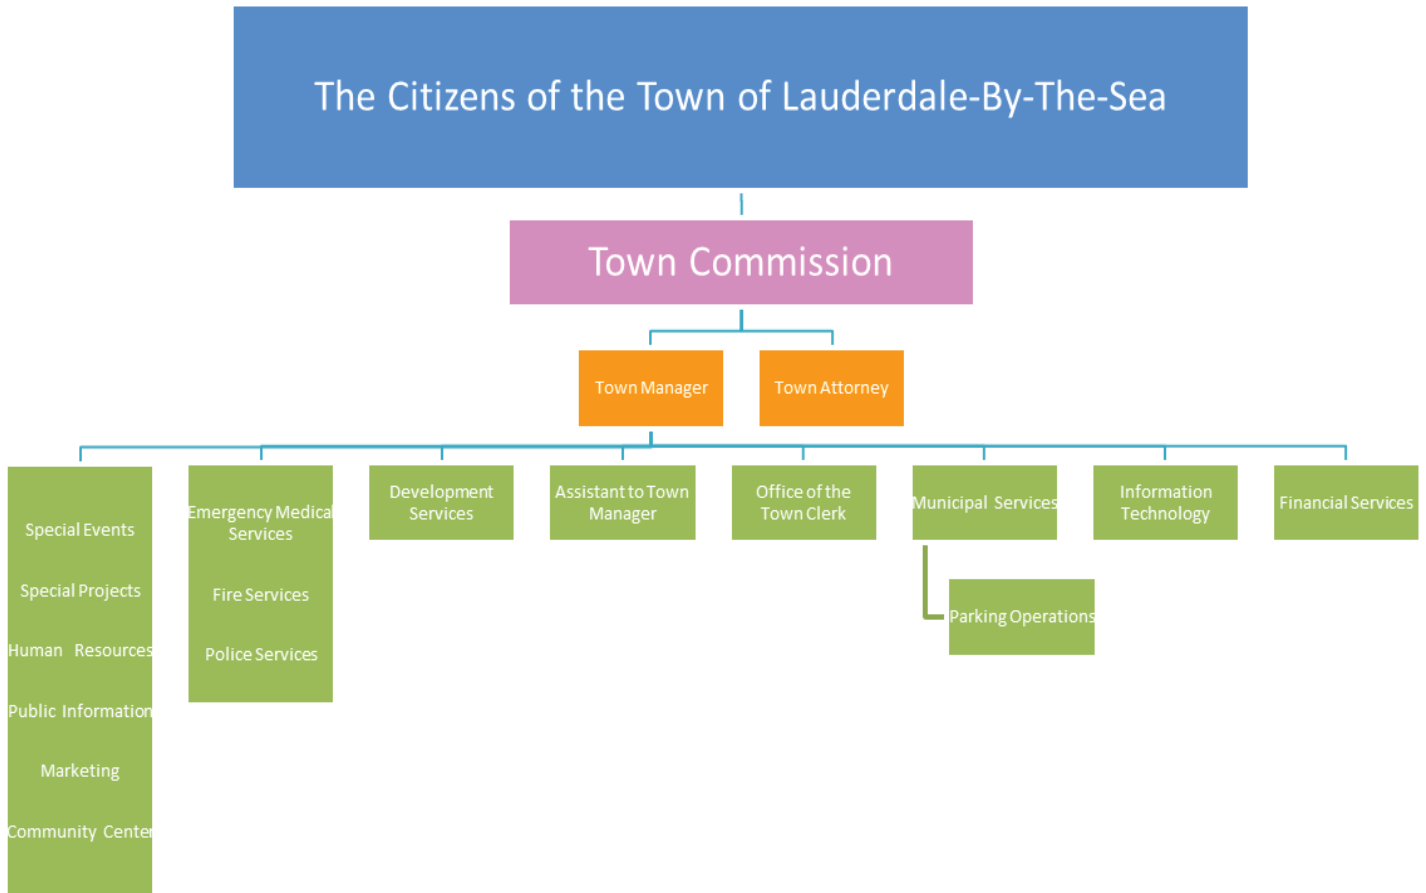 The Citizens of the Town of Lauderdale-By-The-Sea
Town Commission
Town Manager
Town Attorney
Special Events
Special Projects
Human Resources
Public Information
Marketing
Community Center
Emergency Medical
Services
Fire Services
Police Services
Development
Services
Assistant to Town
Manager
Office of the
Town Clerk
Municipal Services
Parking Operations
Information
Technology
Financial Services